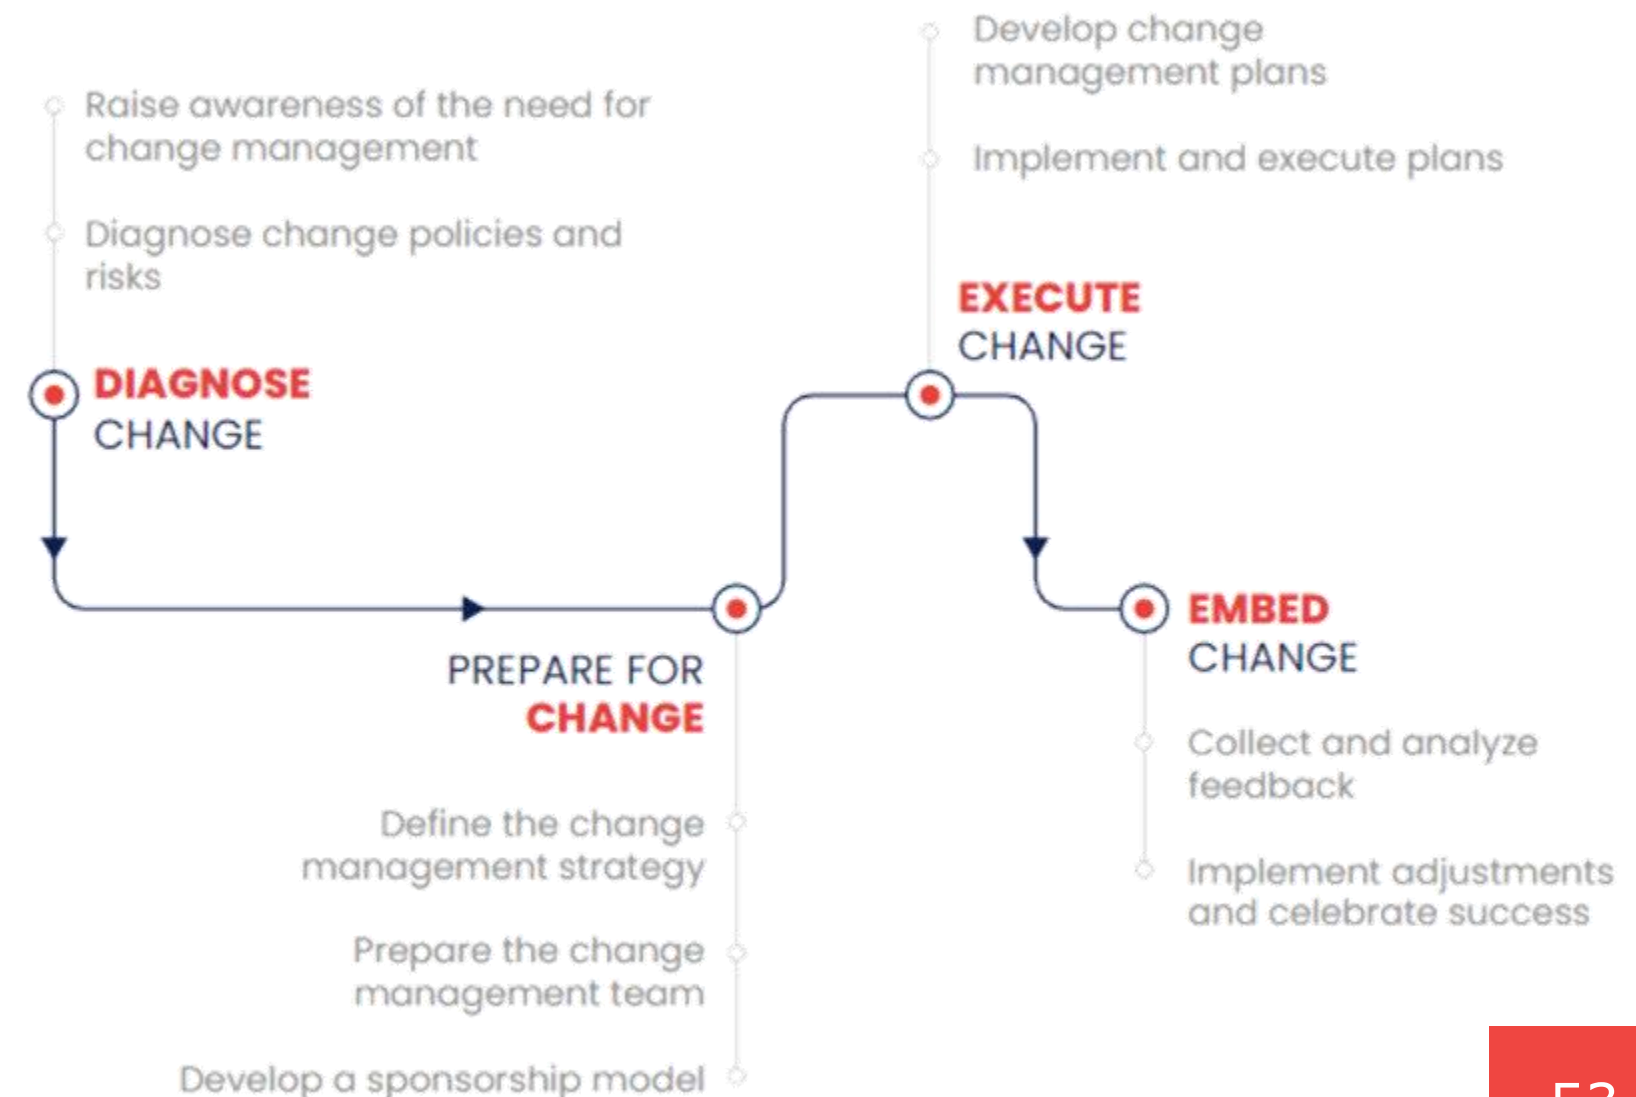 Raise awareness of the need for
change management
Diagnose change policies and
risks
DIAGNOSE
CHANGE
PREPARE FOR
CHANGE
Define the change
management strategy
Prepare the change
management team
Develop a sponsorship model
Develop change
management plans
Implement and execute plans
EXECUTE
CHANGE
EMBED
CHANGE
Collect and analyze
feedback
Implement adjustments
and celebrate success